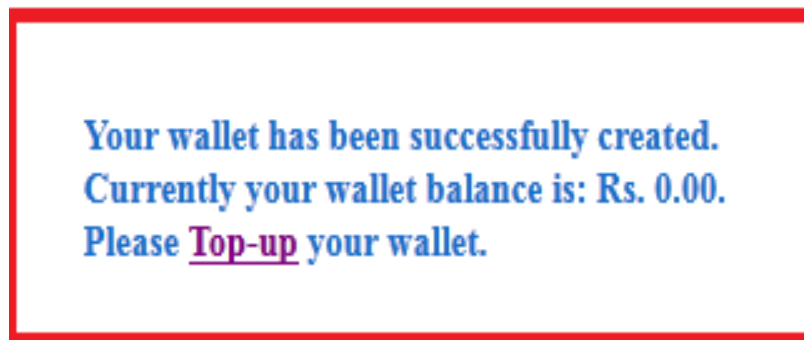 Your wallet has been successfully created.
Currently your wallet balance is: Rs. 0.00.
Please Top-up your wallet.